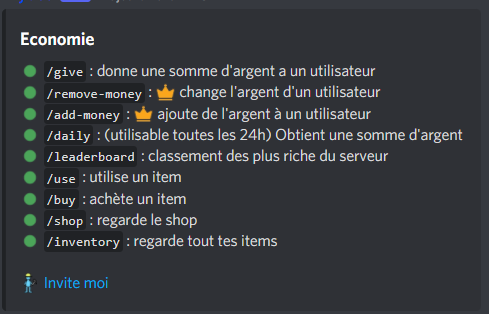 Economie
/give : donne une somme d'argent a un utilisateur
/remove-money : change l'argent d'un utilisateur
/add-money : ajoute de l'argent à un utilisateur
/daily : (utilisable toutes les 24h) Obtient une somme d'argent
/leaderboard : classement des plus riche du serveur
/use : utilise un item
/buy : achète un item
/shop : regarde le shop
/inventory : regarde tout tes items
Invite moi